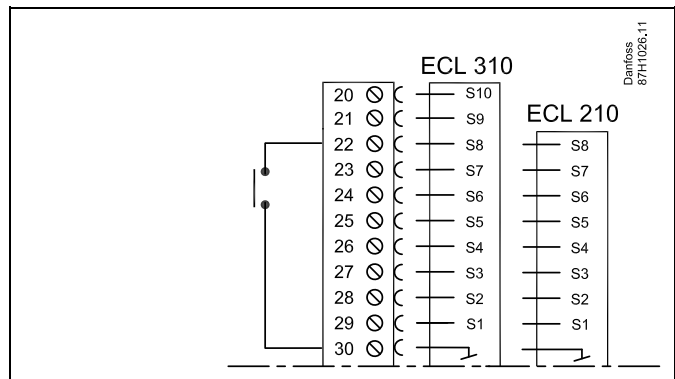 Danfoss
87H1026.11
ECL 310
ECL 210
20 S10
21 S9
22 S8 S8
23 S7 S7
24 S6 S6
25 S5 S5
26 S4 S4
27 S3 S3
28 S2 S2
29 S1 S1
30